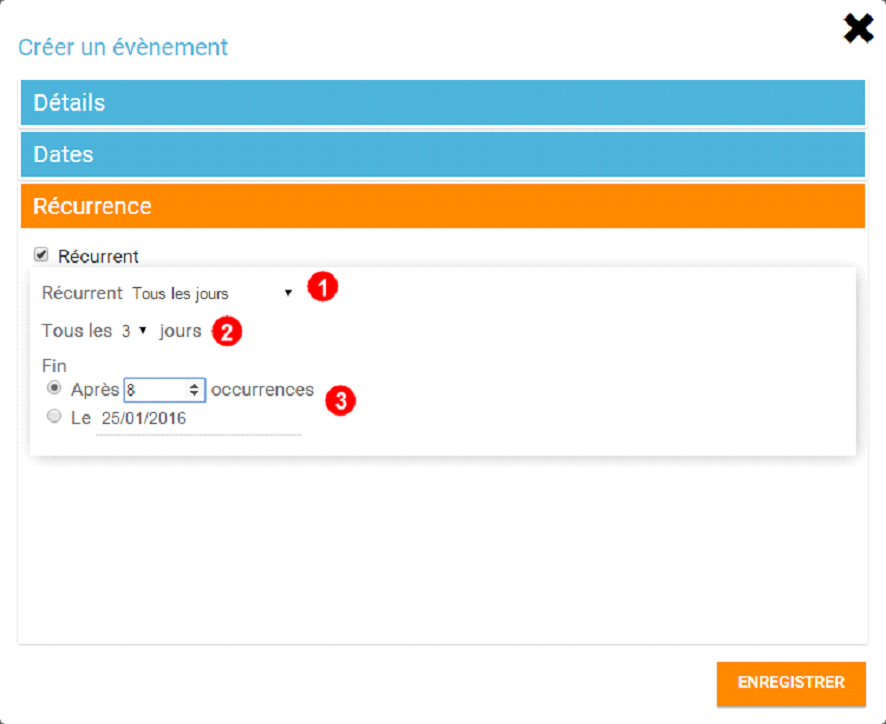 Créer un évènement
Détails
Dates
Récurrence
Récurrent
Récurrent Tous les jours 1
Tous les 3 jours 2
Fin
Après 8 occurrences 3
Le 25/01/2016
ENREGISTRER